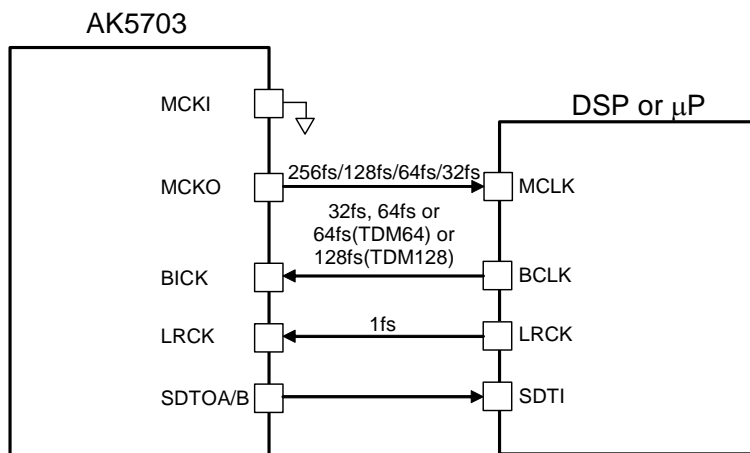 AK5703
DSP or μP
MCKI
MCKO
256fs/128fs/64fs/32fs
MCLK
32fs, 64fs or
64fs(TDM64) or
128fs(TDM128)
BICK
BCLK
LRCK
1fs
LRCK
SDTOA/B
SDTI